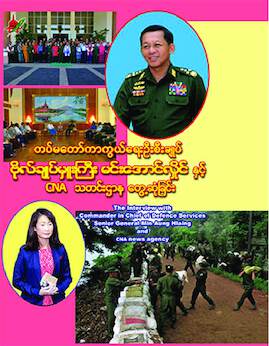 တပ်မတော်ကာကွယ်ရေးဦးစီးချုပ်
ဗိုလ်ချုပ်မှူးကြီး မင်းအောင်လှိုင် နှင့်
CNA သတင်းဌာန တွေ့ဆုံခြင်း
The Interview with
Commander in Chief of Defence Services
Senior General Min Aung Hlaing
and
CNA news agency